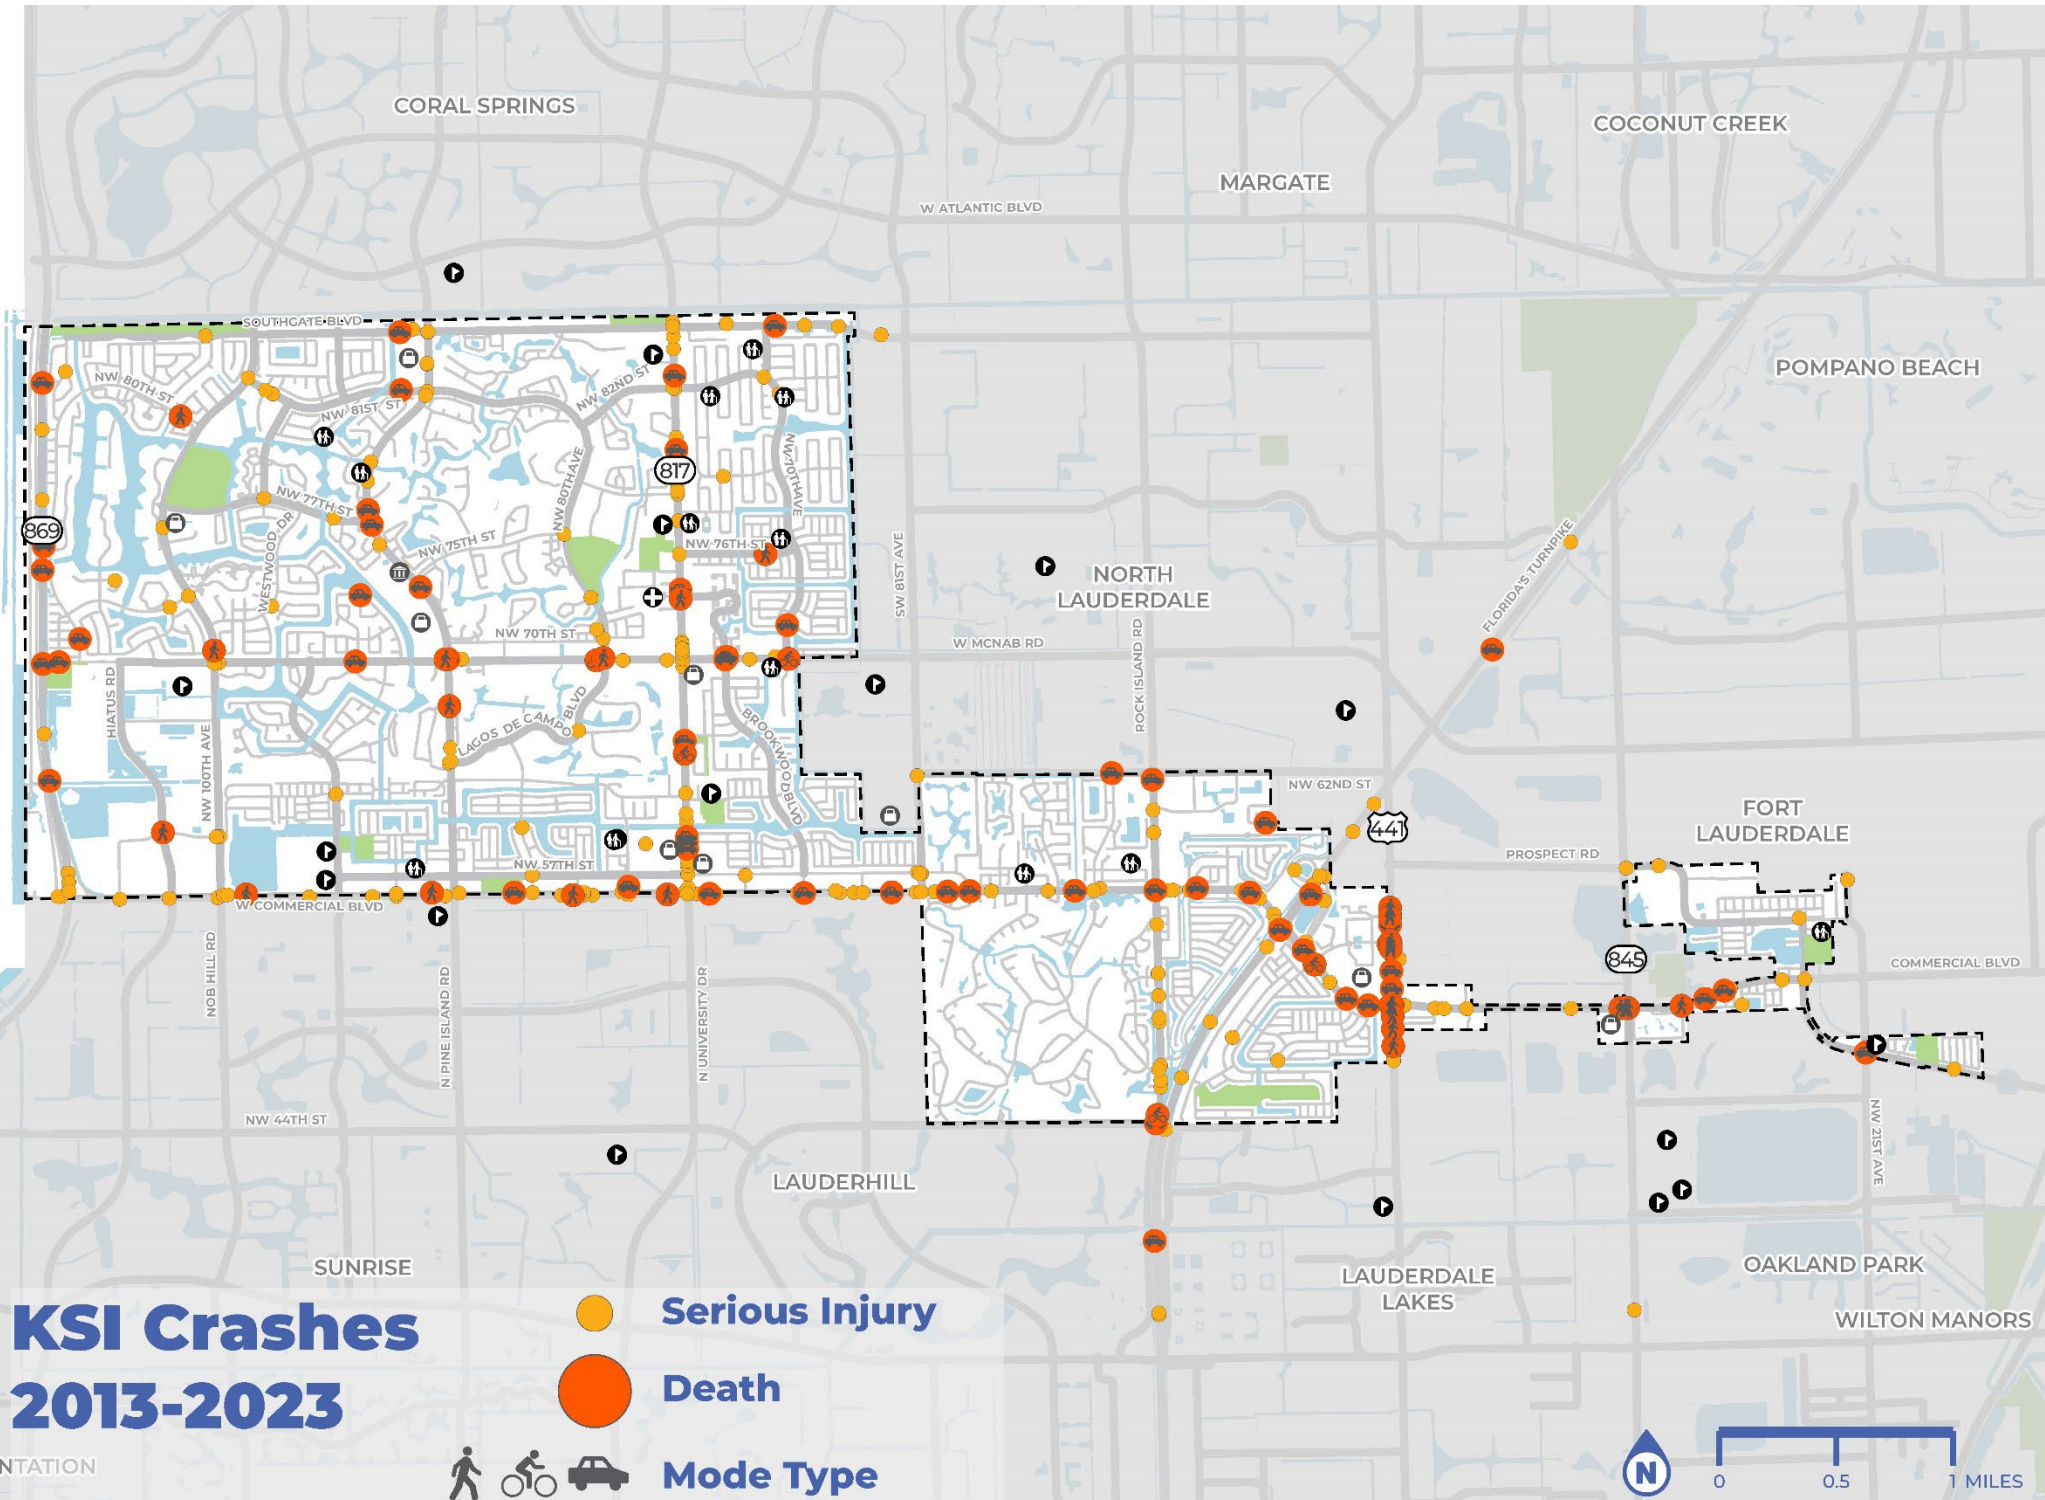 CORAL SPRINGS
COCONUT CREEK
MARGATE
W ATLANTIC BLVD
SOUTHGATE BLVD
POMPANO BEACH
NW 80TH ST
NW 82ND ST
NW 81ST ST
NW 70TH AVE
817
NW 80TH AVE
NW 77TH ST
869
WESTWOOD DR
NW 75TH ST
NW 76TH ST
SW 81ST AVE
FLORIDA'S TURNPIKE
NORTH
LAUDERDALE
NW 70TH ST
W MCNAB RD
ROCK ISLAND RD
HIATUS RD
LAGOS DE CAMPO BLVD
BROOKWOOD BLVD
NW 100TH AVE
NW 62ND ST
441
FORT
LAUDERDALE
PROSPECT RD
NW 57TH ST
W COMMERCIAL BLVD
845
COMMERCIAL BLVD
NOB HILL RD
N PINE ISLAND RD
N UNIVERSITY DR
NW 44TH ST
NW 21ST AVE
LAUDERHILL
SUNRISE
LAUDERDALE
LAKES
OAKLAND PARK
WILTON MANORS
KSI Crashes
2013-2023
Serious Injury
Death
Mode Type
NTATION
N
0 0.5 1 MILES